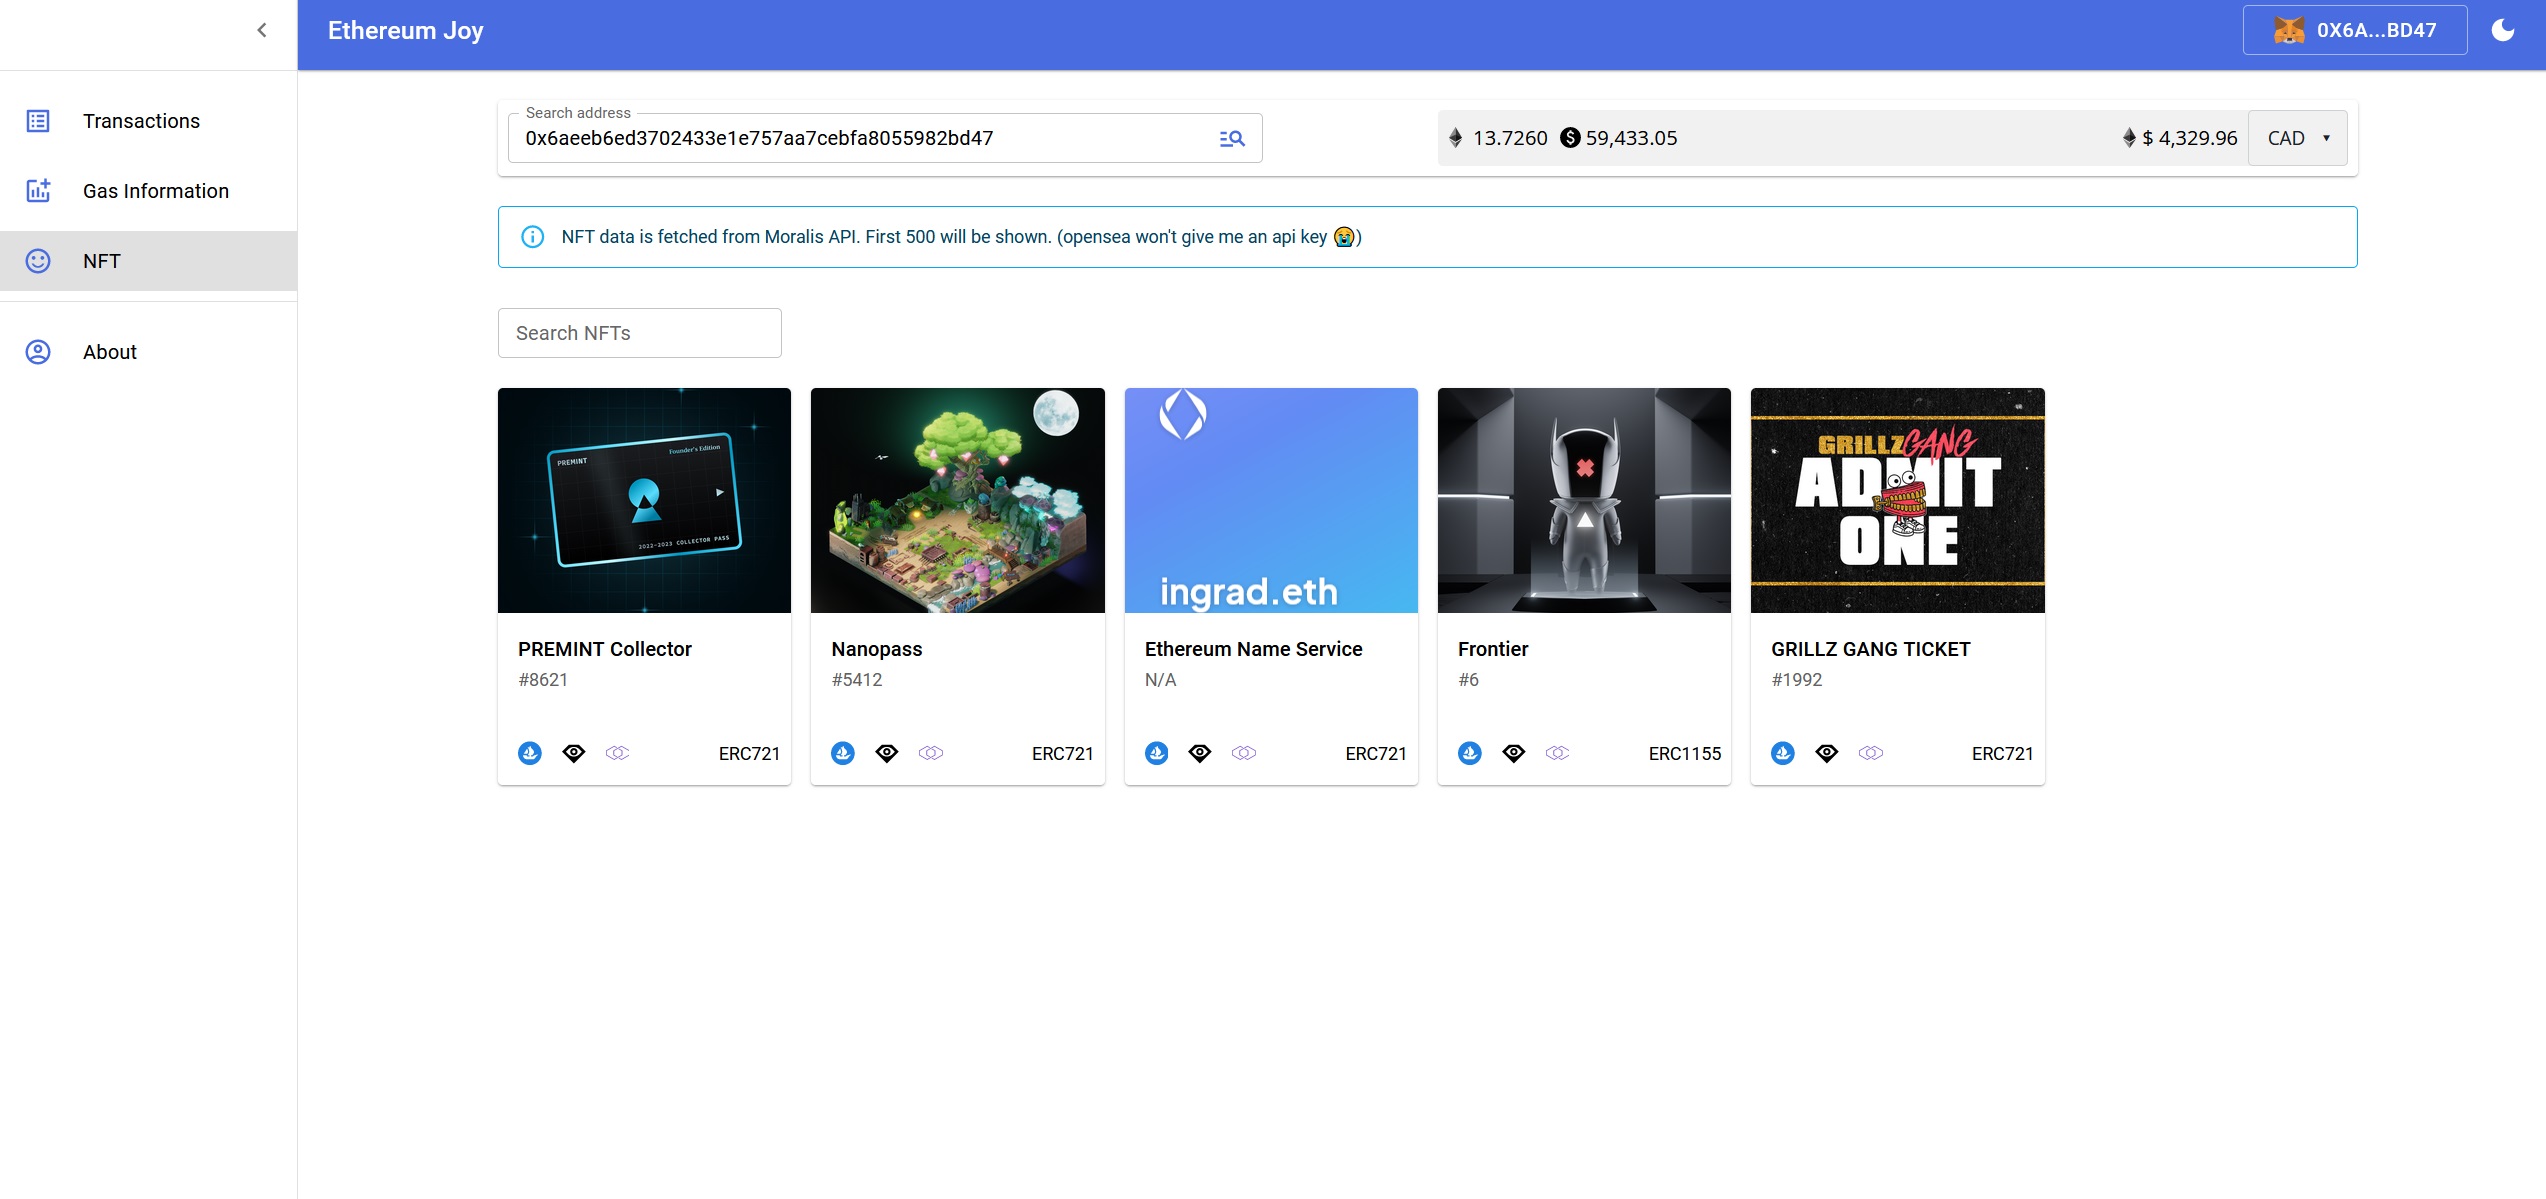 Ethereum Joy
0X6A...BD47
Transactions
Gas Information
NFT
About
Search address
0x6aeeb6ed3702433e1e757aa7cebfa8055982bd47
13.7260 $ 59,433.05
$ 4,329.96
CAD
NFT data is fetched from Moralis API. First 500 will be shown. (opensea won't give me an api key 😭)
Search NFTs
PREMINT
Founder's Edition
2022-2023 COLLECTOR PASS
PREMINT Collector
#8621
ERC721
Nanopass
#5412
ERC721
ingrad.eth
Ethereum Name Service
N/A
ERC721
Frontier
#6
ERC1155
GRILLZ GANG
ADMIT
ONE
GRILLZ GANG TICKET
#1992
ERC721